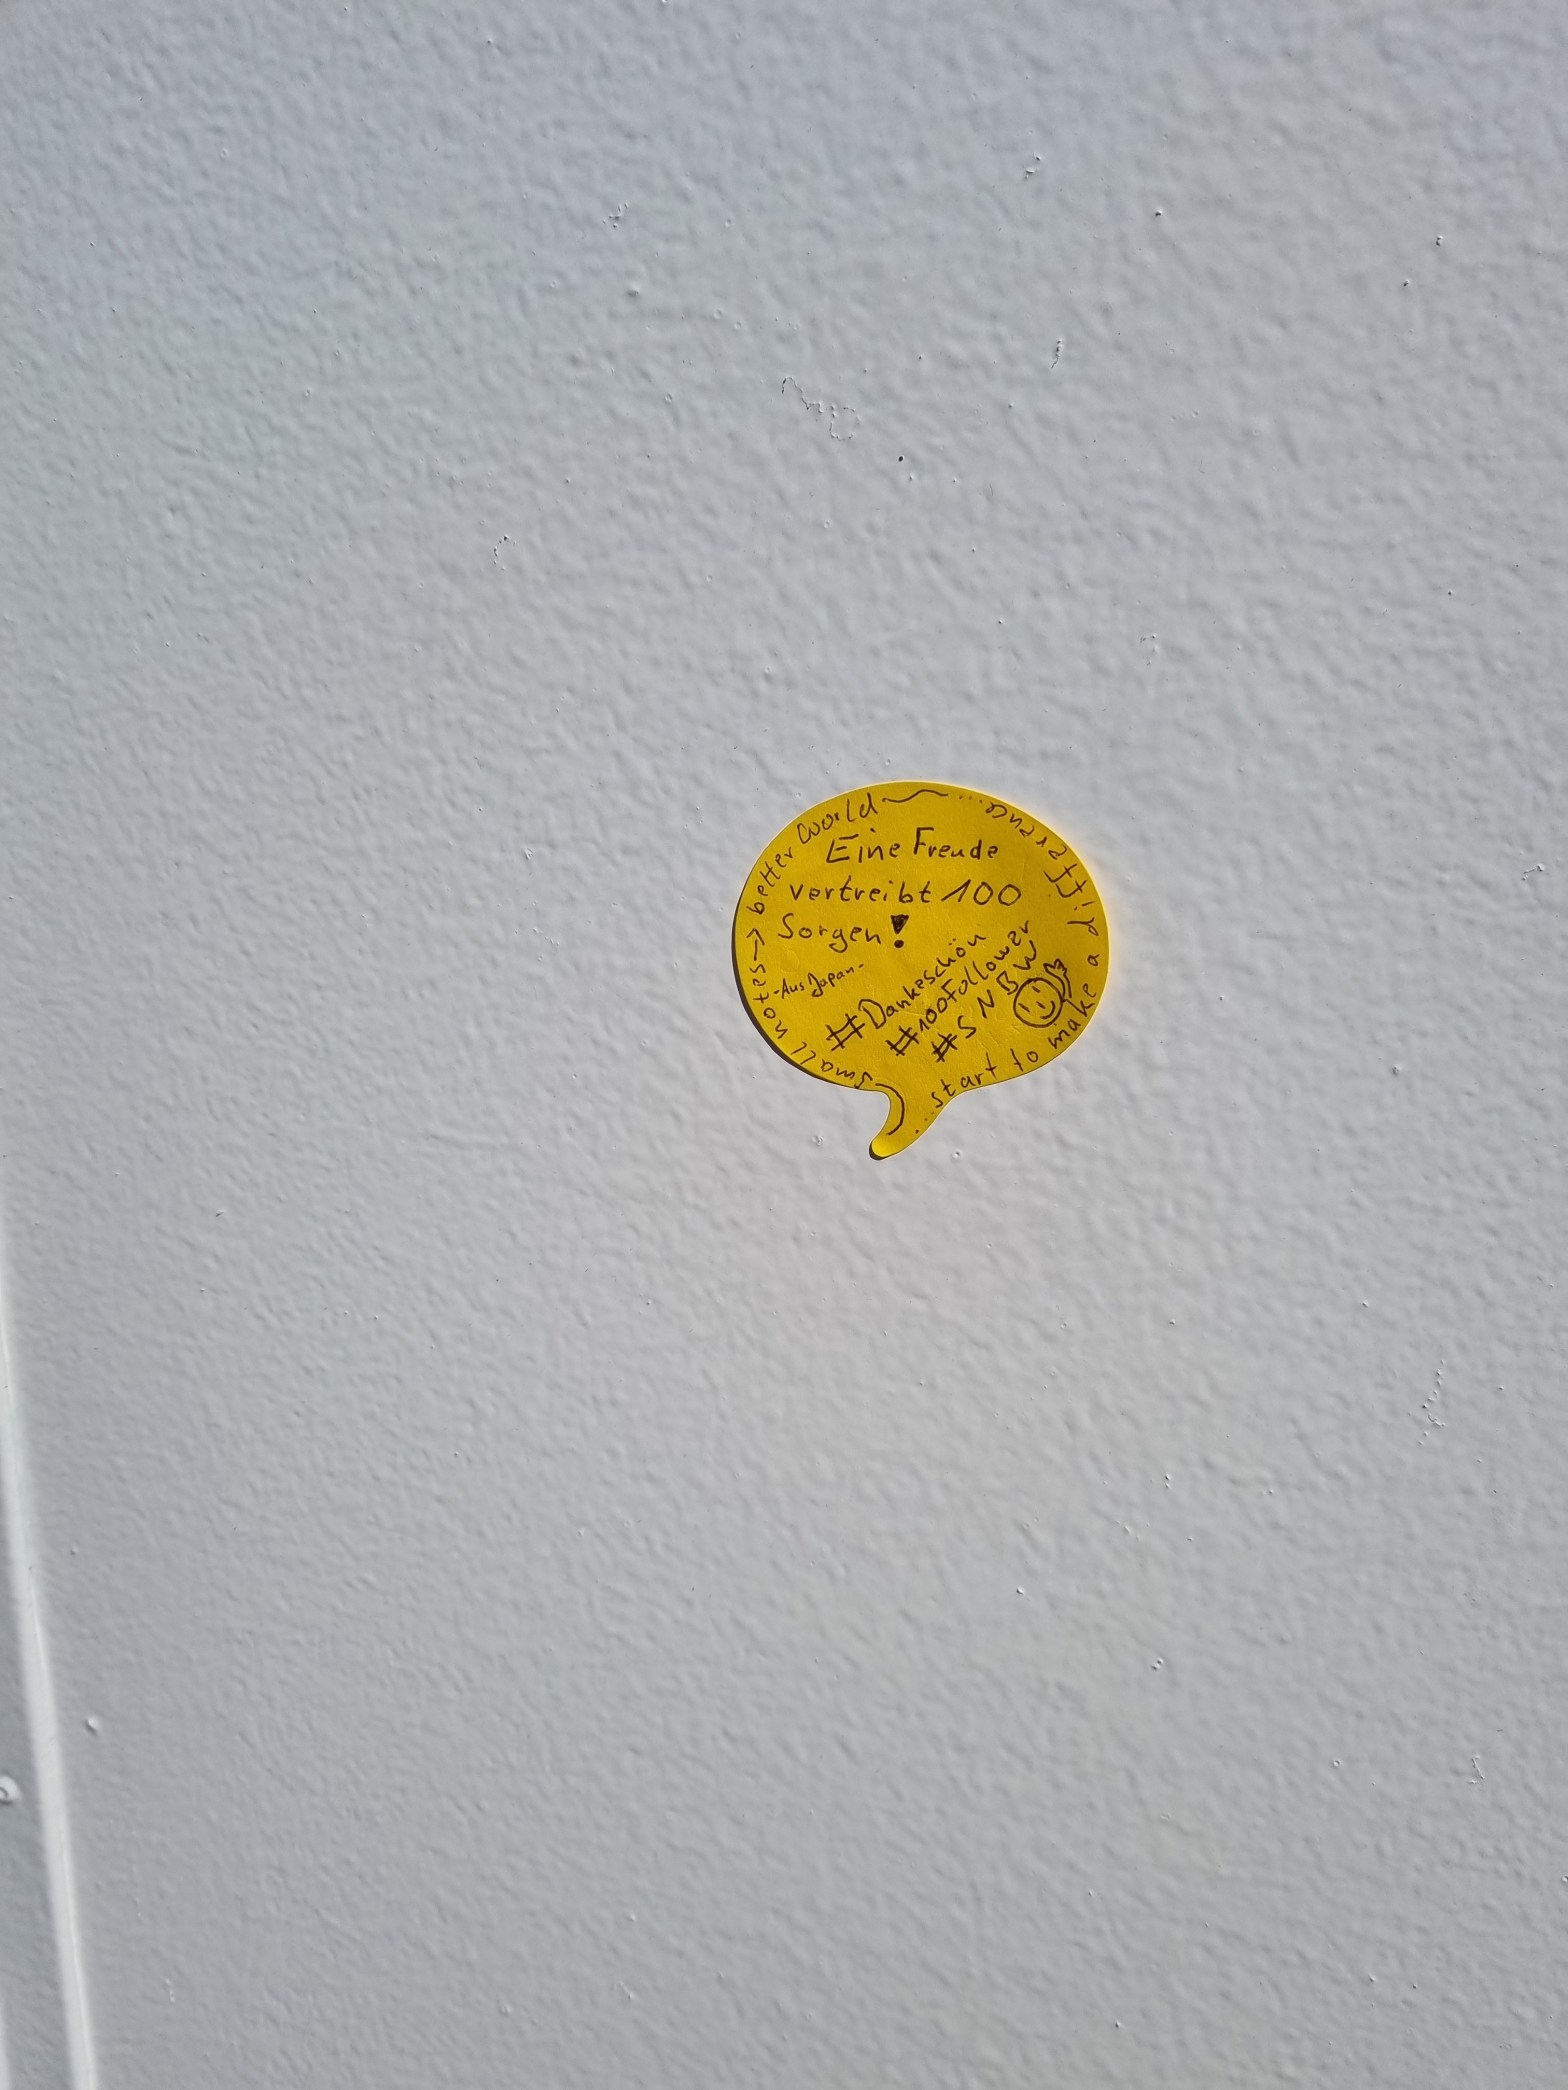 Eine Freude
vertreibt 100
Sorgen!
-Aus Japan-
#Dankeschön
#100Follower
#SNBW
small notes → better World
...start to make a difference...